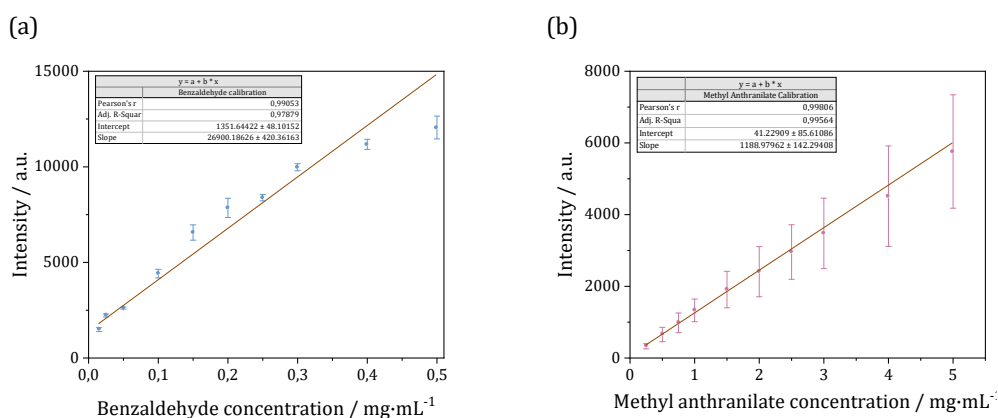 (a)
15000
10000
5000
0
Intensity / a.u.
y = a + b * x
Benzaldehyde calibration
Pearson's r 0,99053
Adj. R-Squar 0,97879
Intercept 1351.64422 ± 48.10152
Slope 26900.18626 ± 420.36163
0,0 0,1 0,2 0,3 0,4 0,5
Benzaldehyde concentration / mg·mL⁻¹
(b)
8000
6000
4000
2000
0
Intensity / a.u.
y = a + b * x
Methyl Anthranilate Calibration
Pearson's r 0,99806
Adj. R-Squar 0,99564
Intercept 41.22909 ± 85.61086
Slope 1188.97962 ± 142.29408
0 1 2 3 4 5
Methyl anthranilate concentration / mg·mL⁻¹